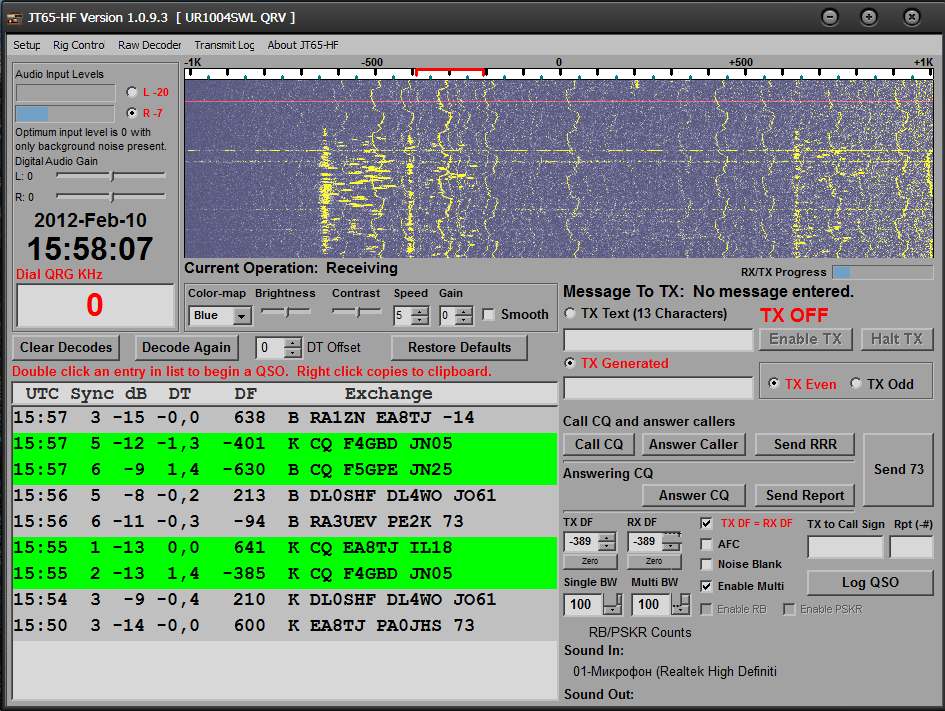 JT65-HF Version 1.0.9.3 [ UR1004SWL QRV ]
Setup Rig Control Raw Decoder Transmit Log About JT65-HF
Audio Input Levels
L -20
R -7
Optimum input level is 0 with
only background noise present.
Digital Audio Gain
L: 0
R: 0
2012-Feb-10
15:58:07
Dial QRG KHz
0
-1K -500 0 +500 +1K
Current Operation: Receiving
RX/TX Progress
Color-map Brightness Contrast Speed Gain
Blue 5 0 Smooth
Message To TX: No message entered.
TX Text (13 Characters) TX OFF
Enable TX Halt TX
TX Generated
TX Even TX Odd
Clear Decodes Decode Again 0 DT Offset Restore Defaults
Double click an entry in list to begin a QSO. Right click copies to clipboard.
UTC Sync dB DT DF Exchange
15:57 3 -15 -0,0 638 B RA1ZN EA8TJ -14
15:57 5 -12 -1,3 -401 K CQ F4GBD JN05
15:57 6 -9 1,4 -630 B CQ F5GPE JN25
15:56 5 -8 -0,2 213 B DL0SHF DL4WO JO61
15:56 6 -11 -0,3 -94 B RA3UEV PE2K 73
15:55 1 -13 0,0 641 K CQ EA8TJ IL18
15:55 2 -13 1,4 -385 K CQ F4GBD JN05
15:54 3 -9 -0,4 210 K DL0SHF DL4WO JO61
15:50 3 -14 -0,0 600 K EA8TJ PA0JHS 73
Call CQ and answer callers
Call CQ Answer Caller Send RRR
Send 73
Answering CQ
Answer CQ Send Report
TX DF RX DF TX DF = RX DF TX to Call Sign Rpt (-#)
-389 -389 AFC
Zero Zero Noise Blank
Single BW Multi BW Enable Multi Log QSO
100 100 Enable RB Enable PSKR
RB/PSKR Counts
Sound In:
01-Микрофон (Realtek High Definiti
Sound Out: